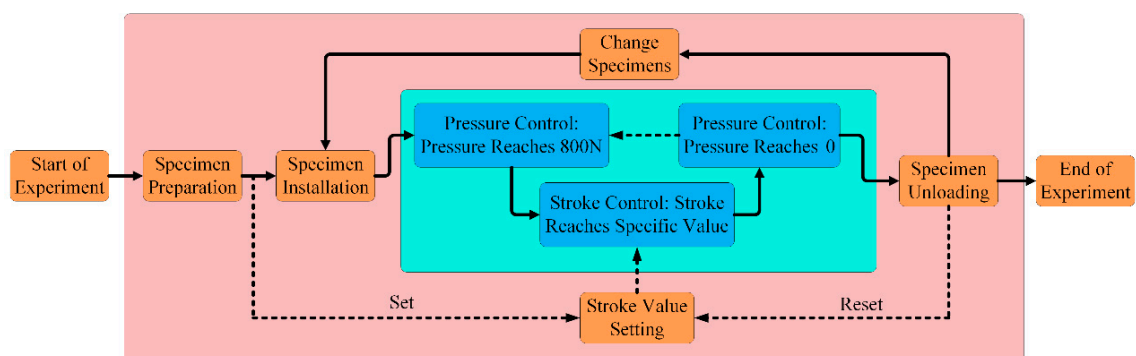 Change
Specimens
Pressure Control:
Pressure Reaches 800N
Pressure Control:
Pressure Reaches 0
Start of
Experiment
Specimen
Preparation
Specimen
Installation
Specimen
Unloading
End of
Experiment
Stroke Control: Stroke
Reaches Specific Value
Set
Stroke Value
Setting
Reset